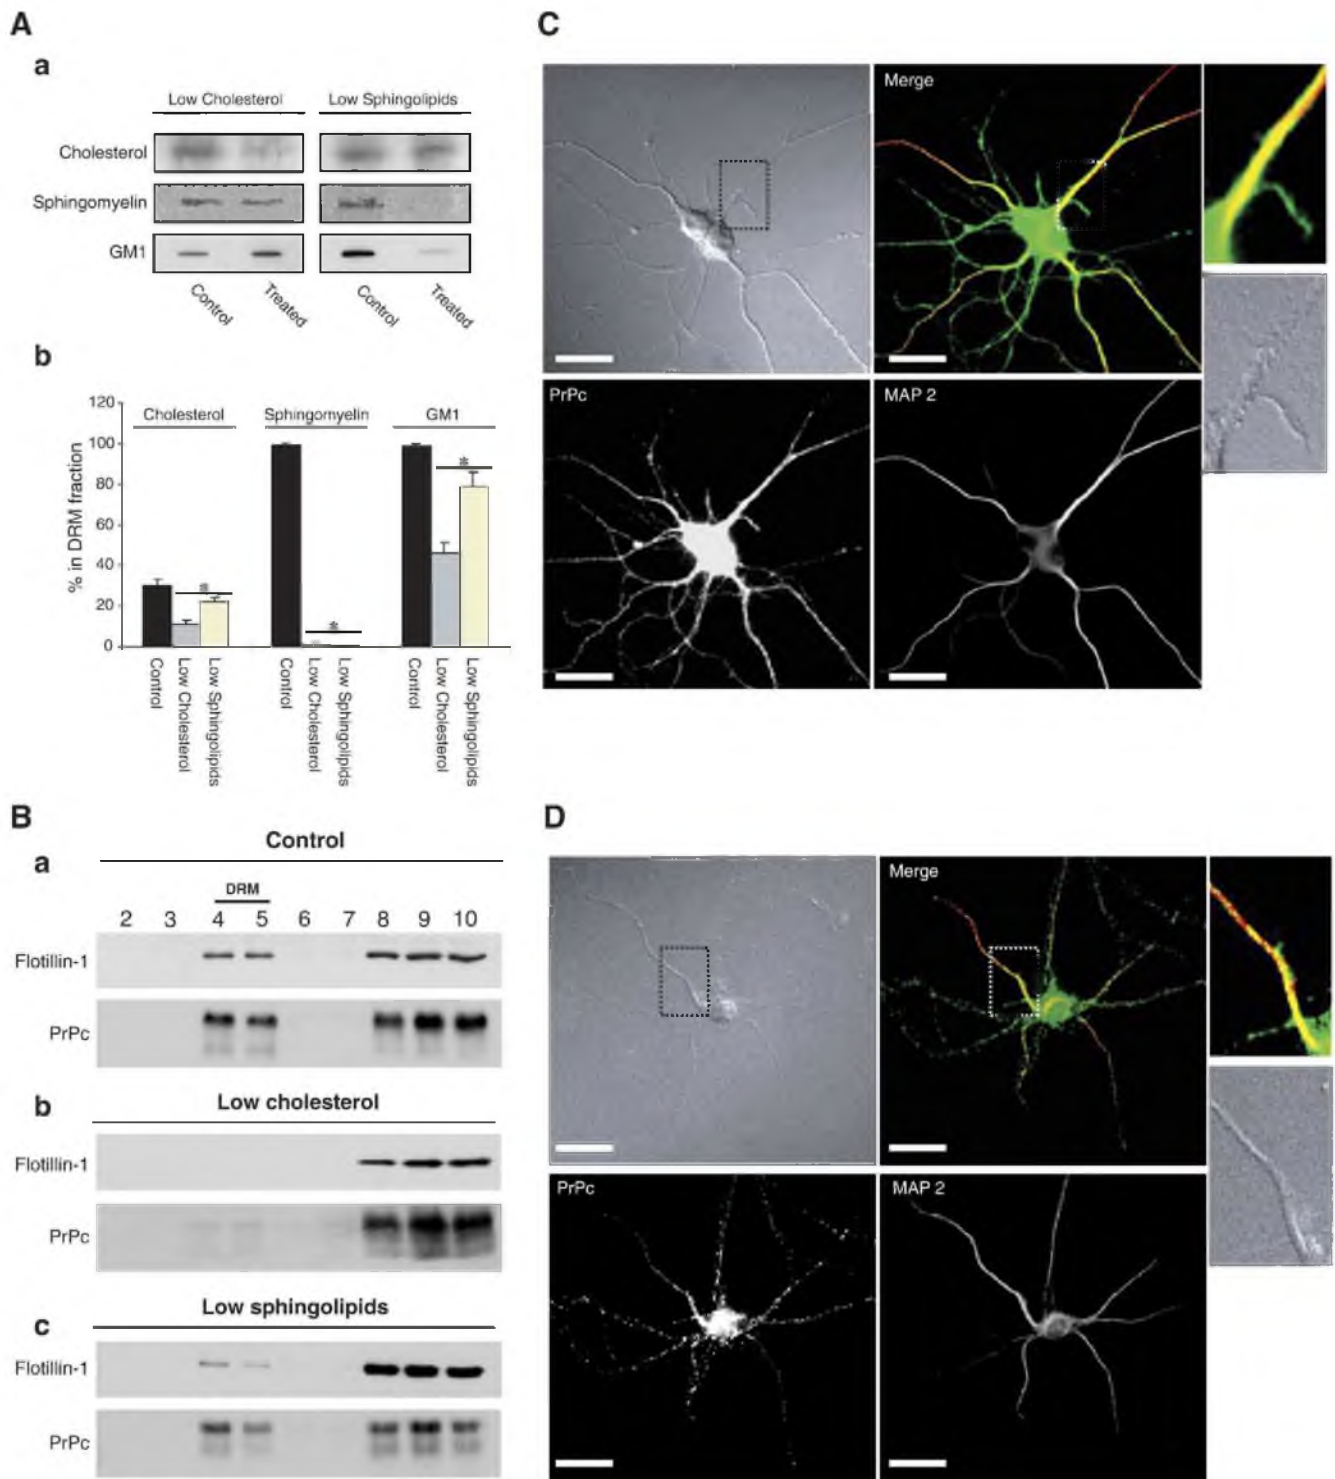 A
a
Low Cholesterol Low Sphingolipids
Cholesterol
Sphingomyelin
GM1
Control Treated Control Treated
b
120
100
80
60
40
20
0
% in DRM fraction
Cholesterol Sphingomyelin GM1
* * *
Control Low Cholesterol Low Sphingolipids Control Low Cholesterol Low Sphingolipids Control Low Cholesterol Low Sphingolipids
B
Control
a
DRM
2 3 4 5 6 7 8 9 10
Flotillin-1
PrPc
b
Low cholesterol
Flotillin-1
PrPc
c
Low sphingolipids
Flotillin-1
PrPc
C
Merge
PrPc MAP 2
D
Merge
PrPc MAP 2